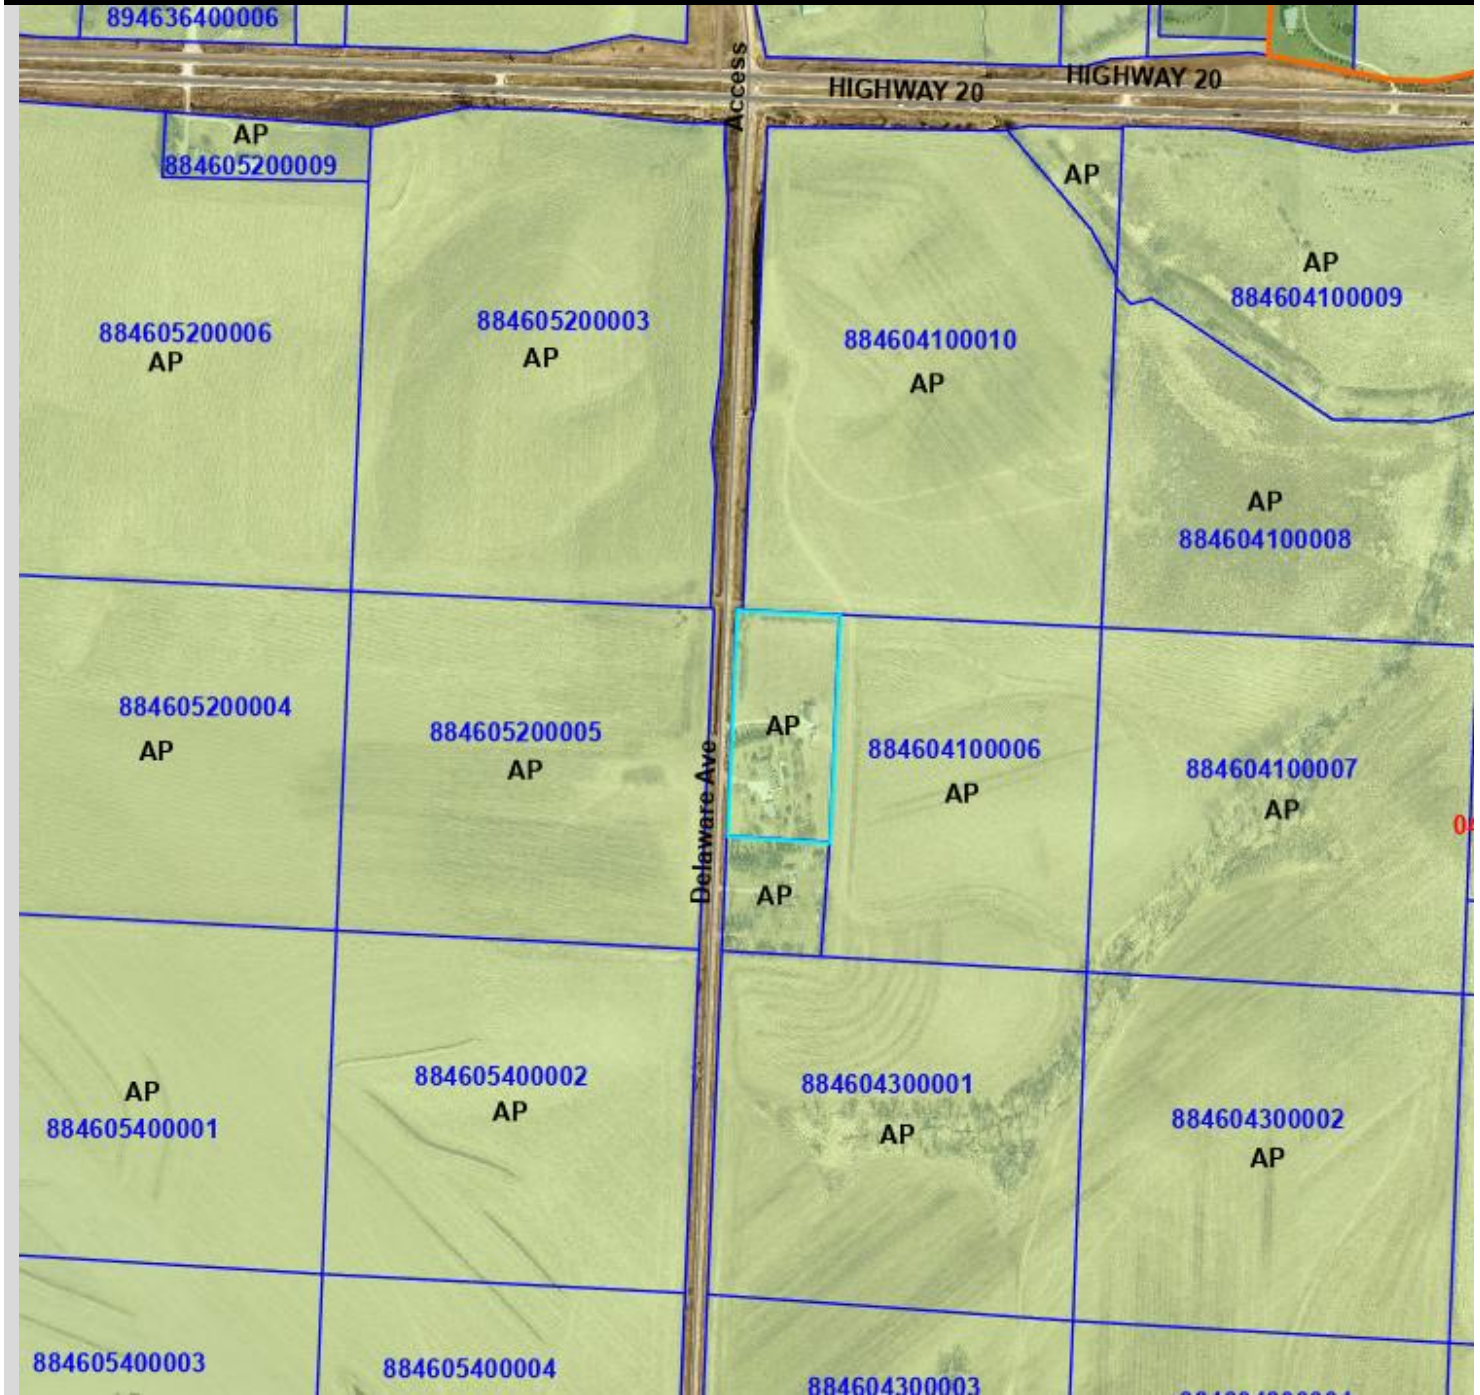 894636400006
Access
HIGHWAY 20
HIGHWAY 20
AP
884605200009
AP
AP
884604100009
884605200006
AP
884605200003
AP
884604100010
AP
AP
884604100008
884605200004
AP
884605200005
AP
Delaware Ave
AP
884604100006
AP
884604100007
AP
AP
AP
884605400001
884605400002
AP
884604300001
AP
884604300002
AP
884605400003
884605400004
884604300003